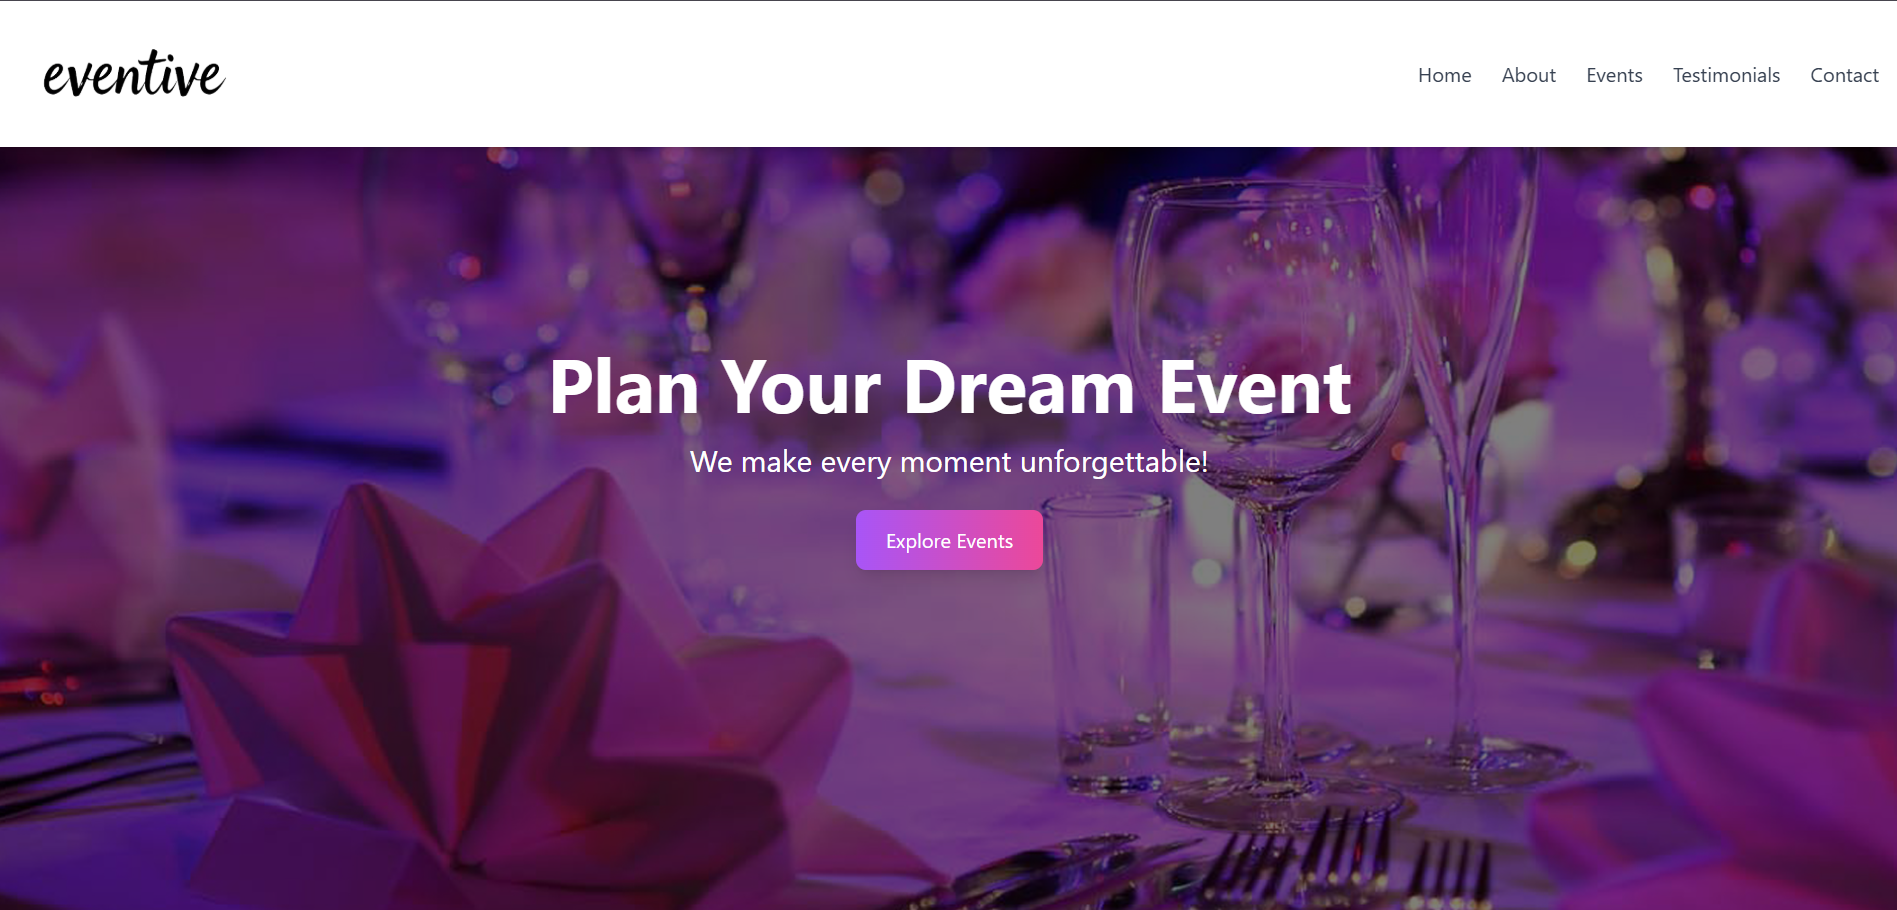 eventive
Home About Events Testimonials Contact
Plan Your Dream Event
We make every moment unforgettable!
Explore Events